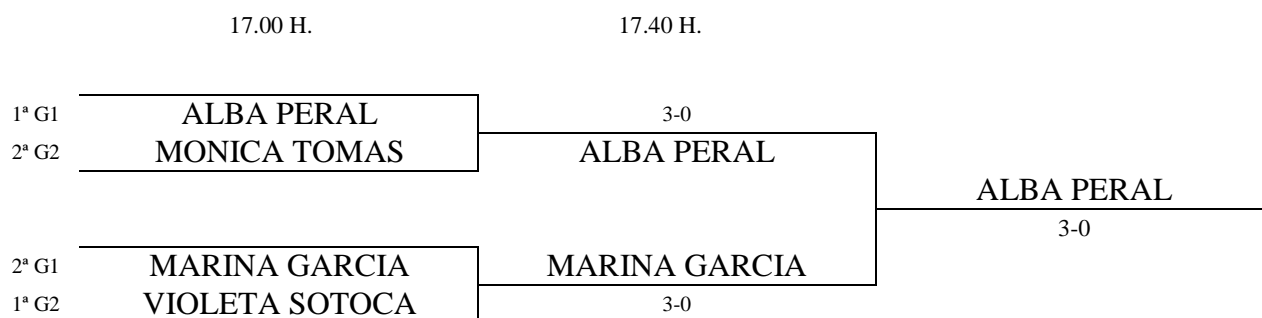 17.00 H. 17.40 H.
1ª G1 ALBA PERAL 3-0
2ª G2 MONICA TOMAS ALBA PERAL
ALBA PERAL
3-0
2ª G1 MARINA GARCIA MARINA GARCIA
1ª G2 VIOLETA SOTOCA 3-0